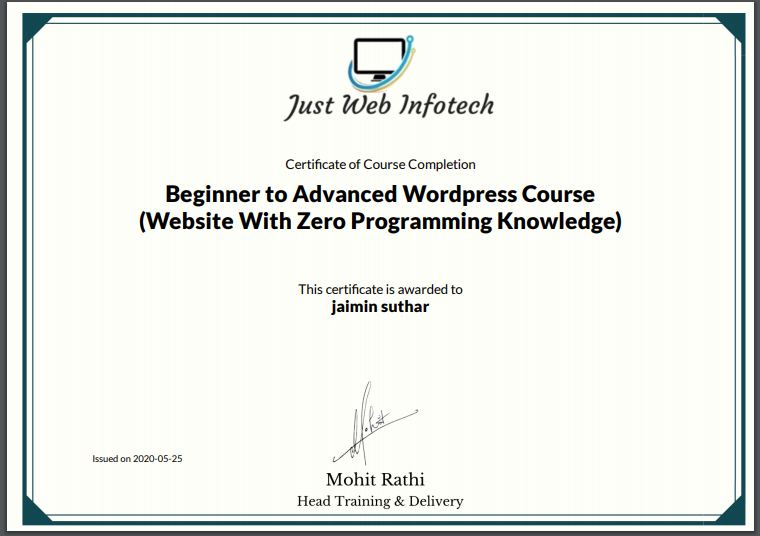 Just Web Infotech
Certificate of Course Completion
Beginner to Advanced Wordpress Course
(Website With Zero Programming Knowledge)
This certificate is awarded to
jaimin suthar
Mohit
Issued on 2020-05-25
Mohit Rathi
Head Training & Delivery